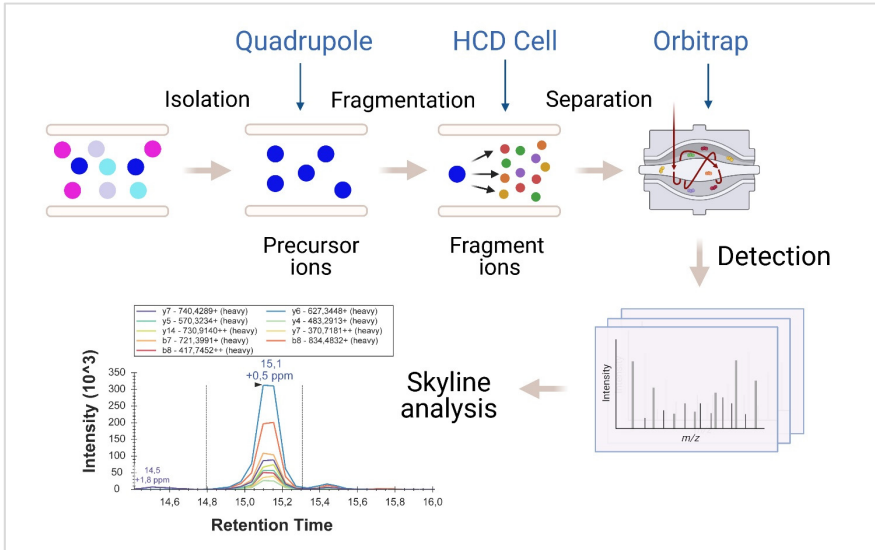 Quadrupole
HCD Cell
Orbitrap
Isolation
Fragmentation
Separation
Precursor
ions
Fragment
ions
Detection
Intensity
m/z
Skyline
analysis
y7 - 740,4289+ (heavy)
y6 - 627,3448+ (heavy)
y5 - 570,3234+ (heavy)
y4 - 483,2913+ (heavy)
y14 - 730,9140++ (heavy)
y7 - 370,7181++ (heavy)
b7 - 721,3991+ (heavy)
b8 - 834,4832+ (heavy)
b8 - 417,7452++ (heavy)
15,1
+0,5 ppm
Intensity (10^3)
350
300
250
200
150
100
50
0
14,5
+1,8 ppm
14,6 14,8 15,0 15,2 15,4 15,6 15,8 16,0
Retention Time